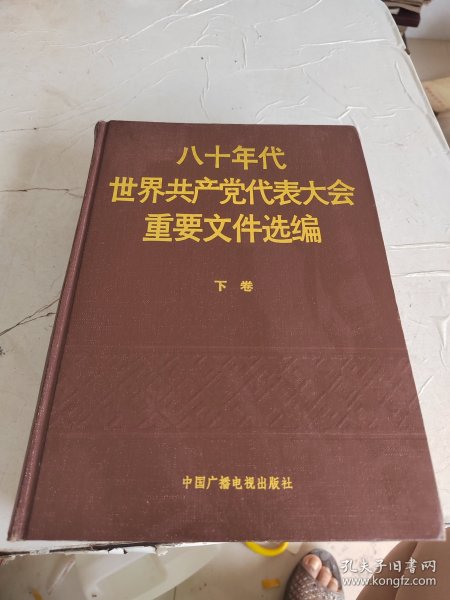 八十年代
世界共产党代表大会
重要文件选编
下卷
中国广播电视出版社
孔夫子旧书网
www.kongfz.com